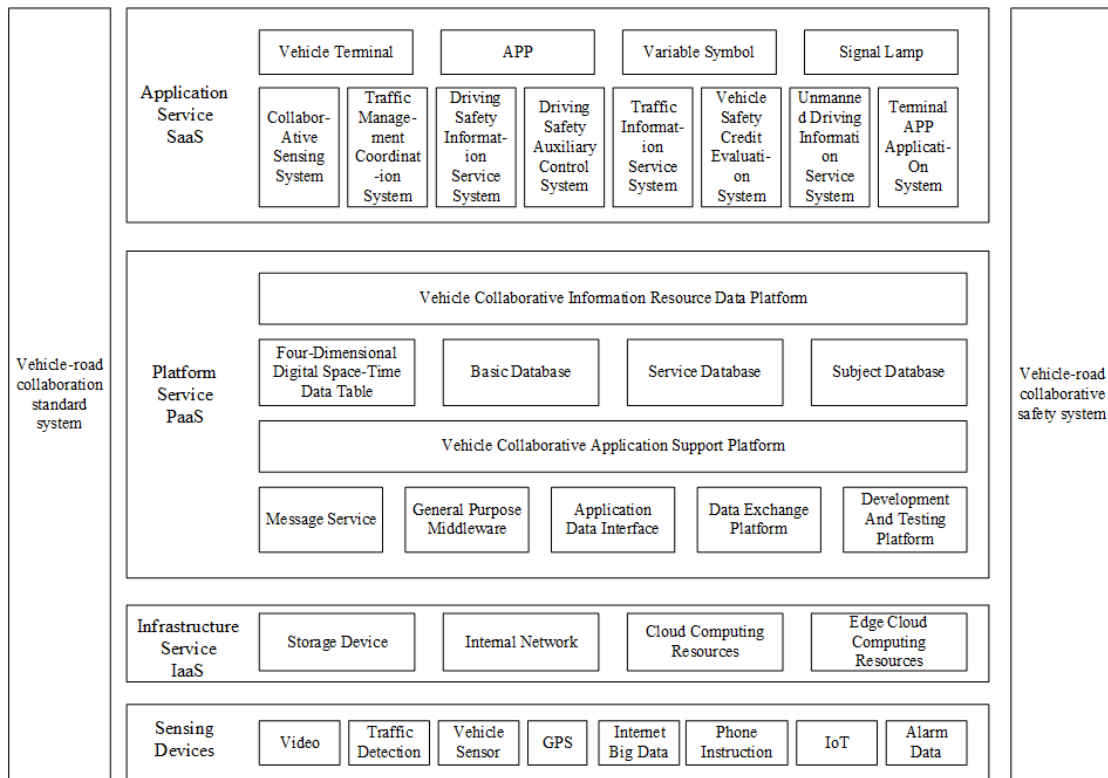 Vehicle-road
collaboration
standard
system
Application
Service
SaaS
Vehicle Terminal
APP
Variable Symbol
Signal Lamp
Collabor-
Ative
Sensing
System
Traffic
Manage-
ment
Coordinat
-ion
System
Driving
Safety
Informat-
ion
Service
System
Driving
Safety
Auxiliary
Control
System
Traffic
Informat-
ion
Service
System
Vehicle
Safety
Credit
Evaluati-
on
System
Unmanne
d Driving
Informati
on
Service
System
Terminal
APP
Applicati-
On
System
Platform
Service
PaaS
Vehicle Collaborative Information Resource Data Platform
Four-Dimensional
Digital Space-Time
Data Table
Basic Database
Service Database
Subject Database
Vehicle Collaborative Application Support Platform
Message Service
General Purpose
Middleware
Application
Data Interface
Data Exchange
Platform
Development
And Testing
Platform
Infrastructure
Service
IaaS
Storage Device
Internal Network
Cloud Computing
Resources
Edge Cloud
Computing
Resources
Sensing
Devices
Video
Traffic
Detection
Vehicle
Sensor
GPS
Internet
Big Data
Phone
Instruction
IoT
Alarm
Data
Vehicle-road
collaborative
safety system